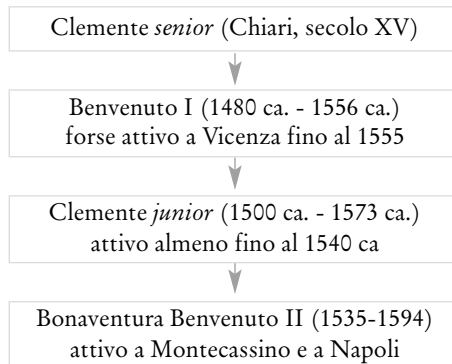 Clemente senior (Chiari, secolo XV)
Benvenuto I (1480 ca. - 1556 ca.)
forse attivo a Vicenza fino al 1555
Clemente junior (1500 ca. - 1573 ca.)
attivo almeno fino al 1540 ca
Bonaventura Benvenuto II (1535-1594)
attivo a Montecassino e a Napoli